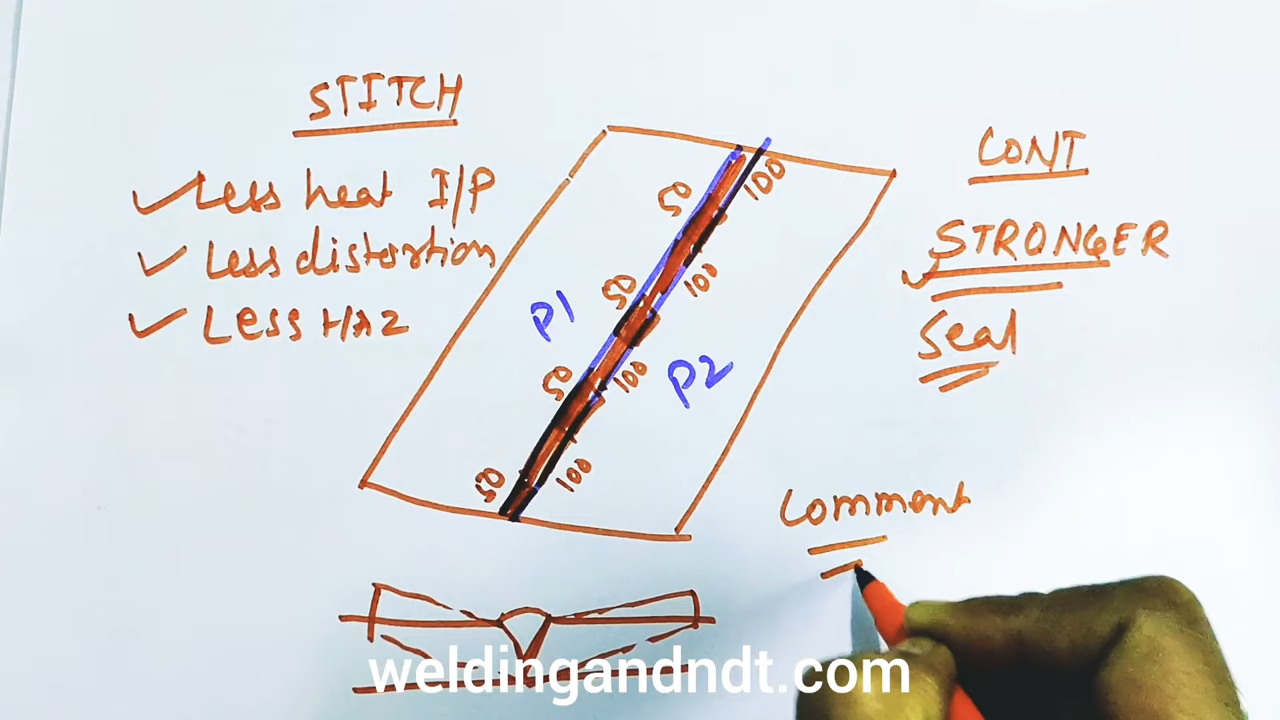 STITCH
Less heat I/P
Less distortion
Less HAZ
50
100
50
100
P1
50
100
P2
50
100
CONT
STRONGER
Seal
Comment
weldingandndt.com